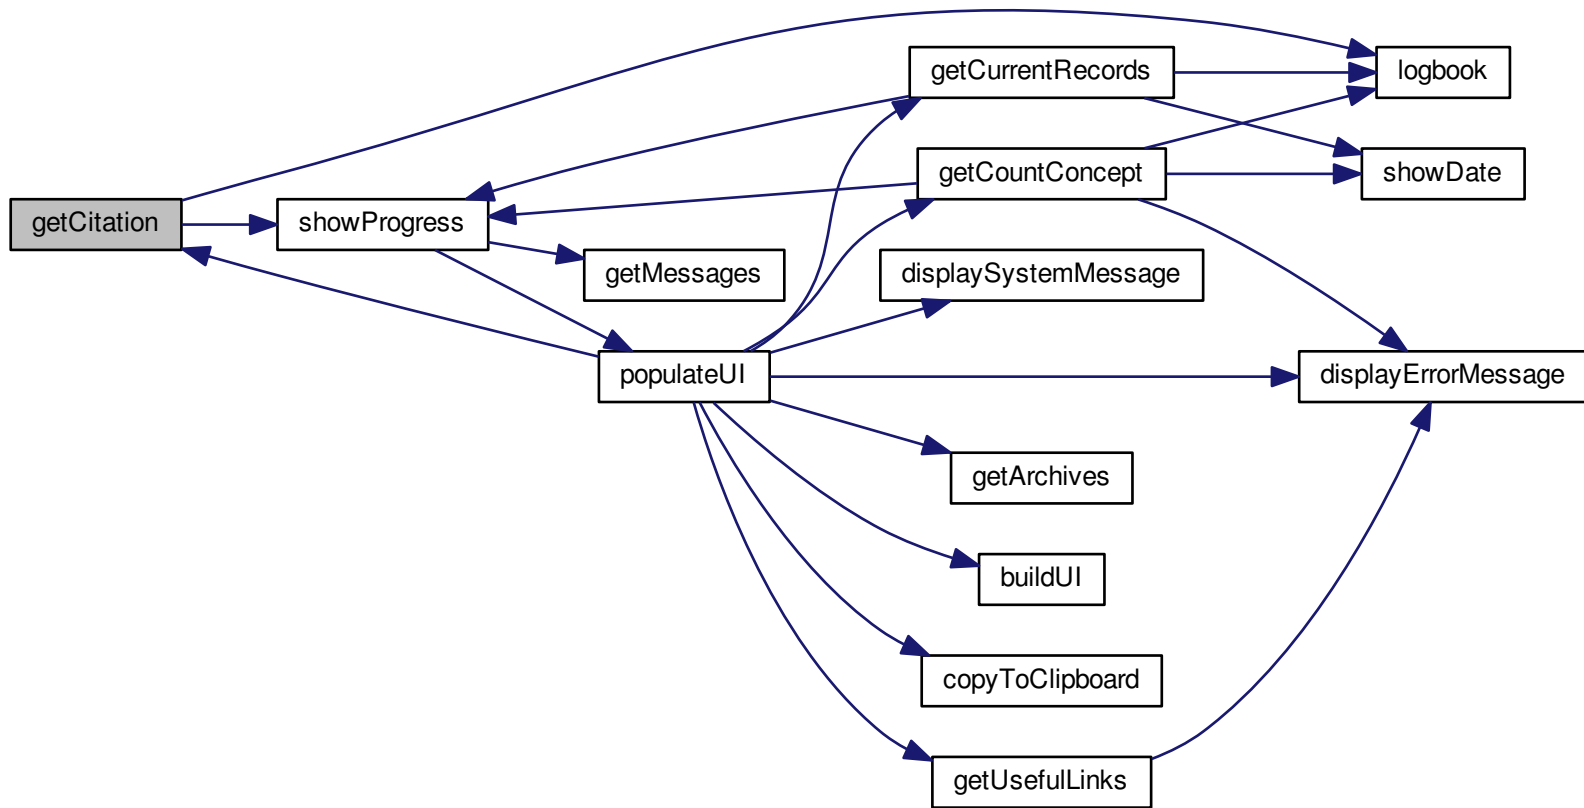 getCurrentRecords
logbook
getCountConcept
showDate
getCitation
showProgress
getMessages
displaySystemMessage
populateUI
displayErrorMessage
getArchives
buildUI
copyToClipboard
getUsefulLinks